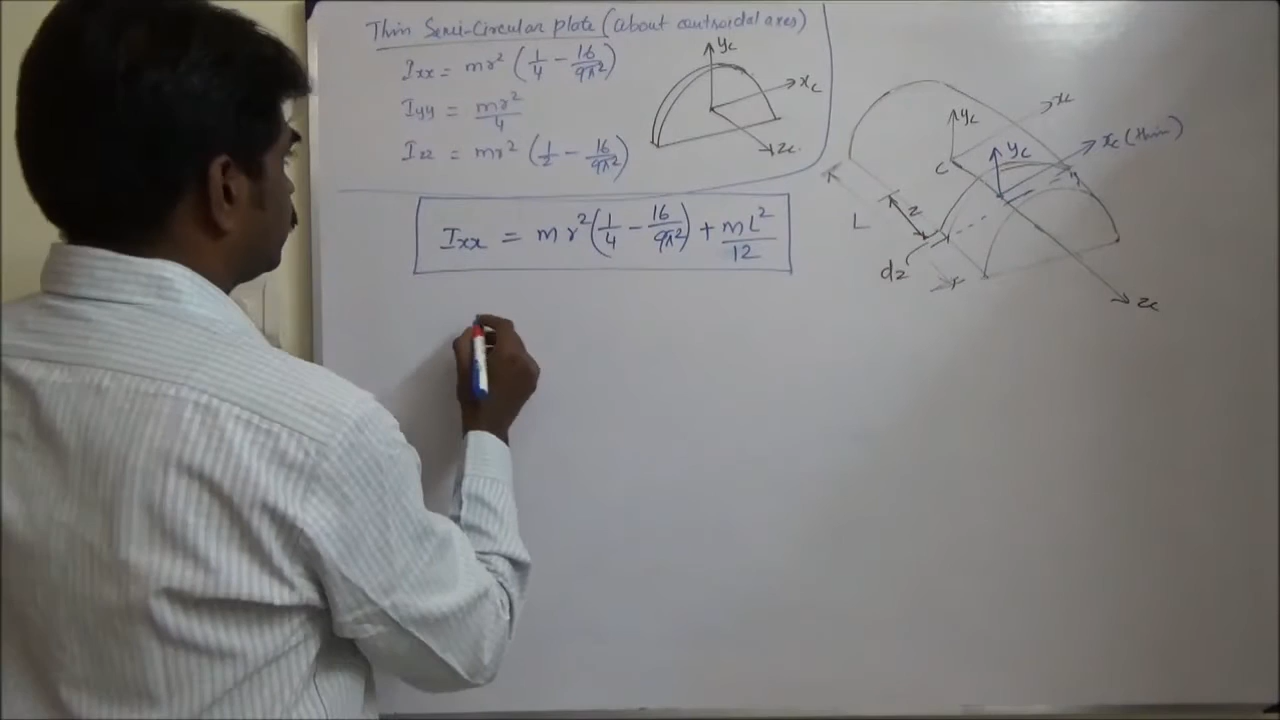 Thin Semi-Circular plate (about centroidal axes)
Ixx = mr² (1/4 − 16/9π²)
Iyy = mr²/4
Izz = mr² (1/2 − 16/9π²)
yc
xc
zc
Ixx = mr² (1/4 − 16/9π²) + mL²/12
xc
yc
C
yc
xc (thin)
z
L
dz
zc